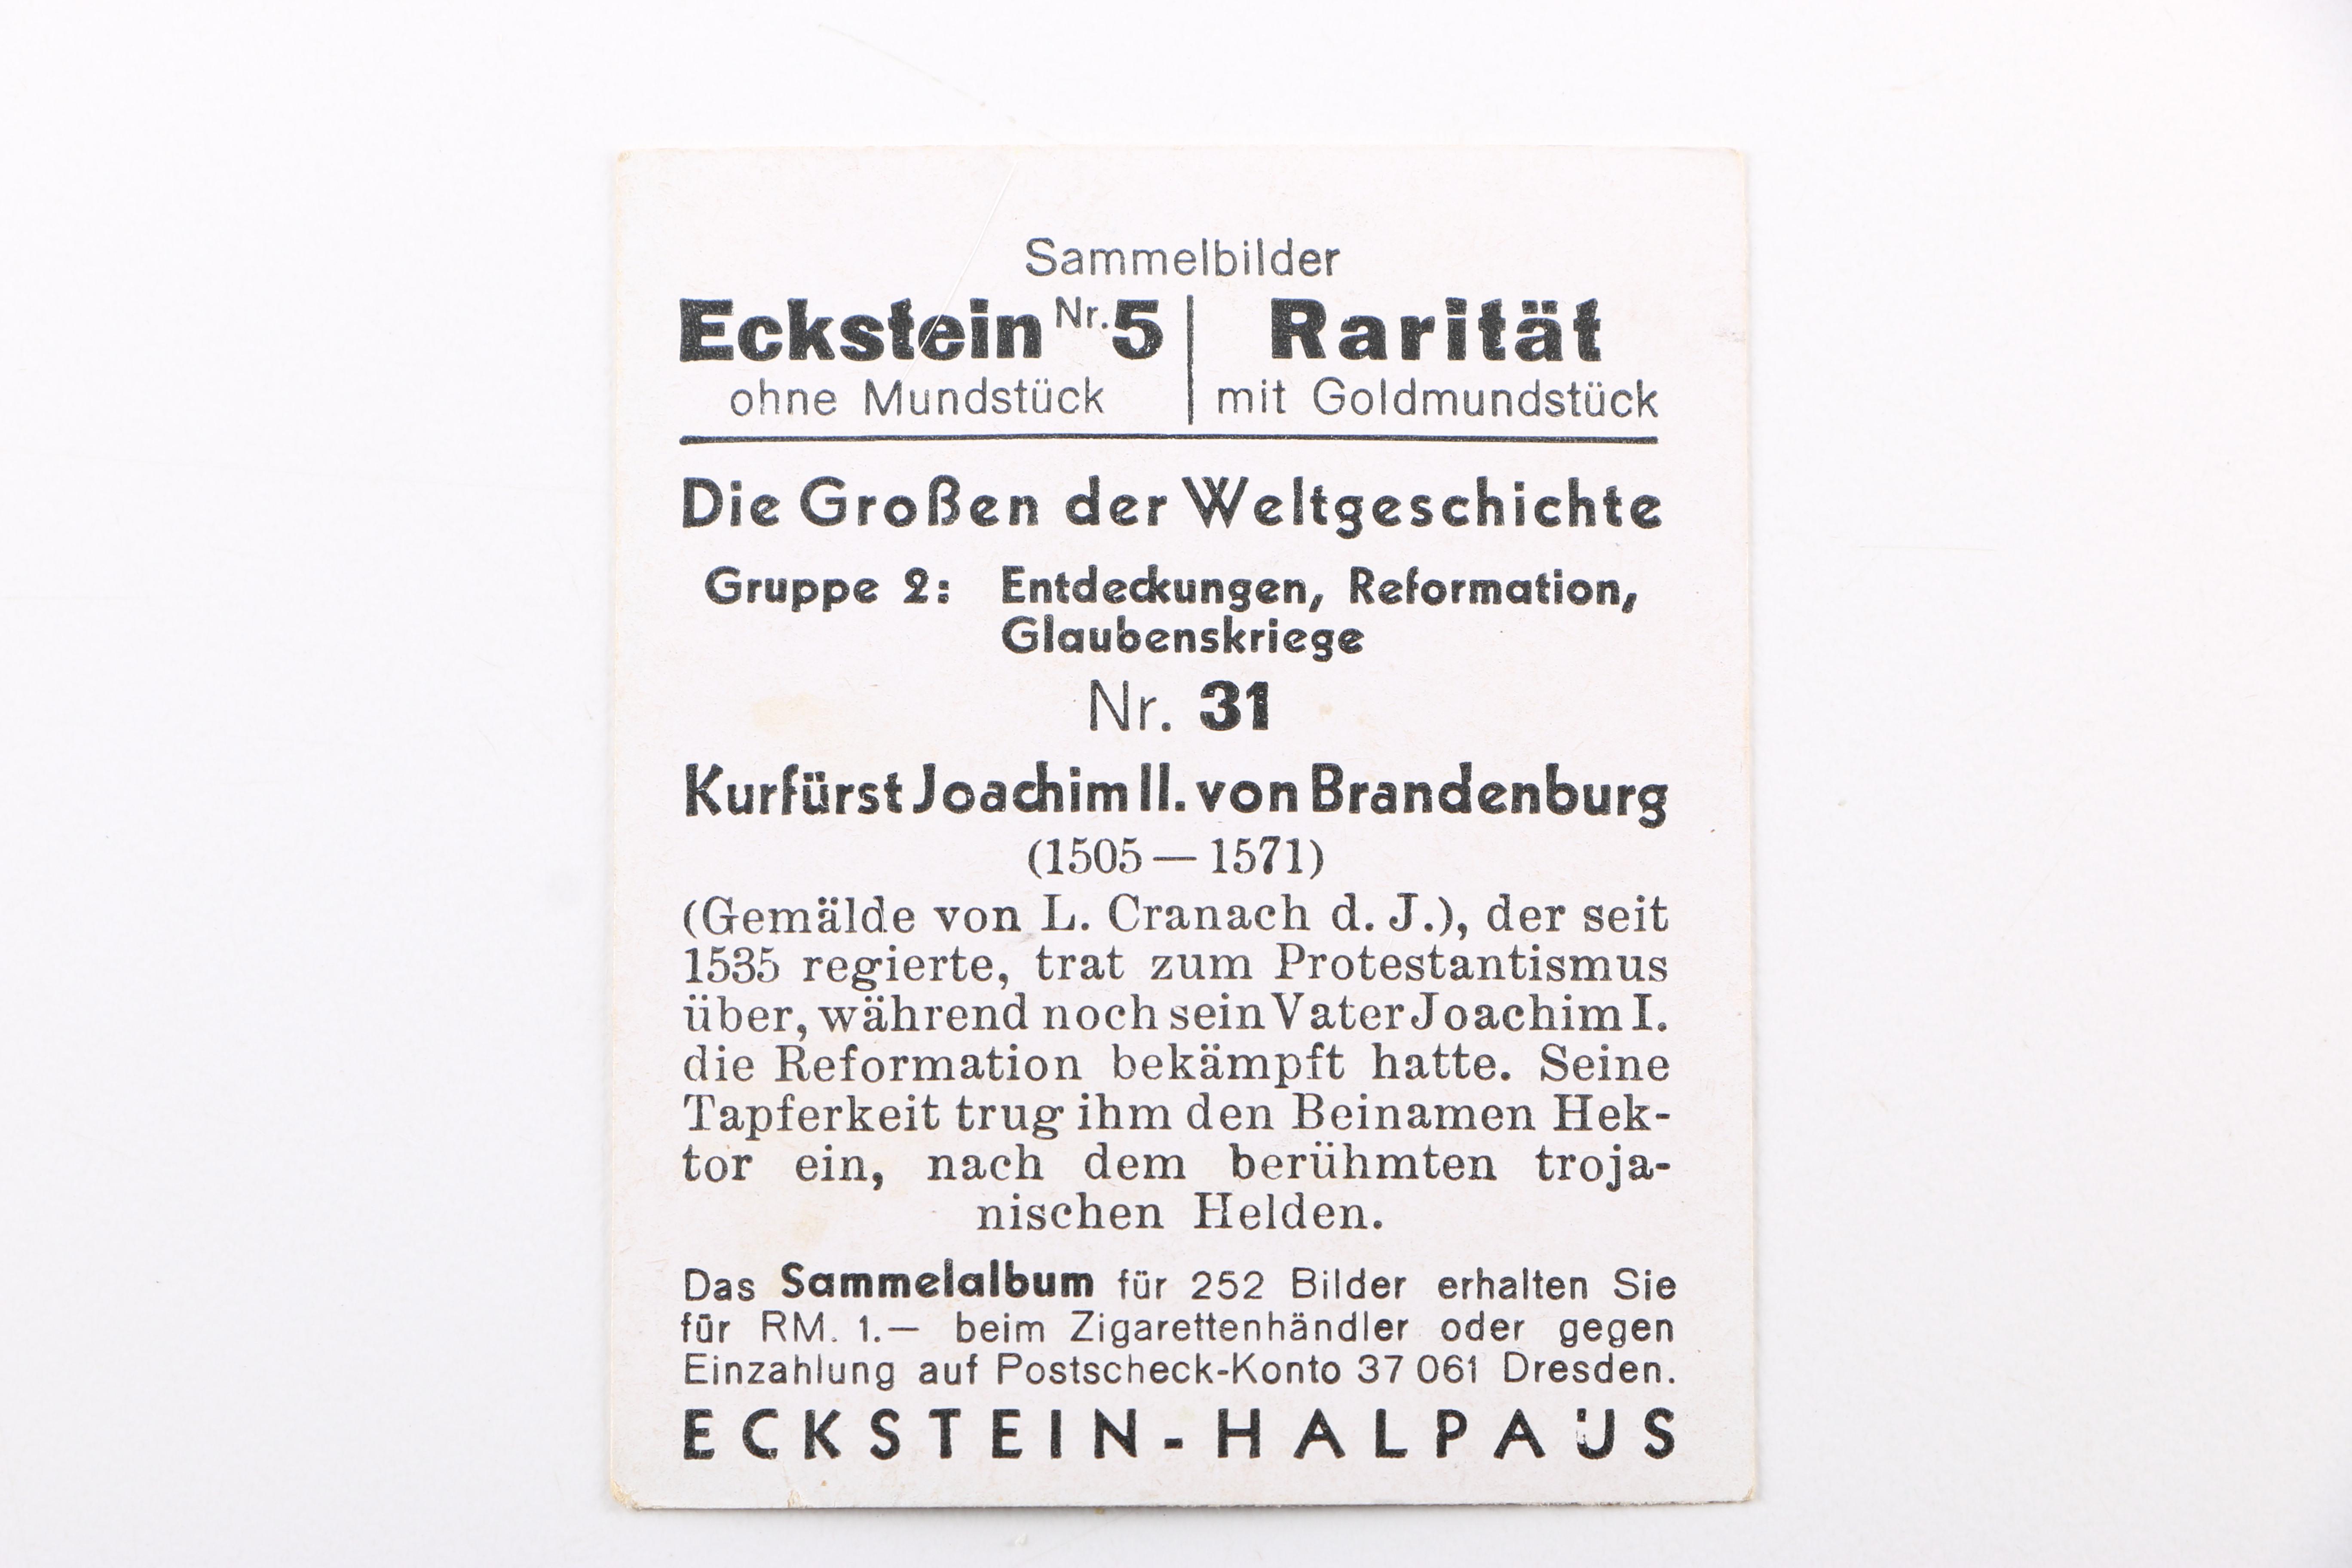 Sammelbilder
Eckstein Nr. 5 | Rarität
ohne Mundstück | mit Goldmundstück
Die Großen der Weltgeschichte
Gruppe 2: Entdeckungen, Reformation,
Glaubenskriege
Nr. 31
Kurfürst Joachim II. von Brandenburg
(1505 — 1571)
(Gemälde von L. Cranach d. J.), der seit
1535 regierte, trat zum Protestantismus
über, während noch sein Vater Joachim I.
die Reformation bekämpft hatte. Seine
Tapferkeit trug ihm den Beinamen Hek-
tor ein, nach dem berühmten troja-
nischen Helden.
Das Sammelalbum für 252 Bilder erhalten Sie
für RM. 1.— beim Zigarettenhändler oder gegen
Einzahlung auf Postscheck-Konto 37 061 Dresden.
ECKSTEIN-HALPAUS